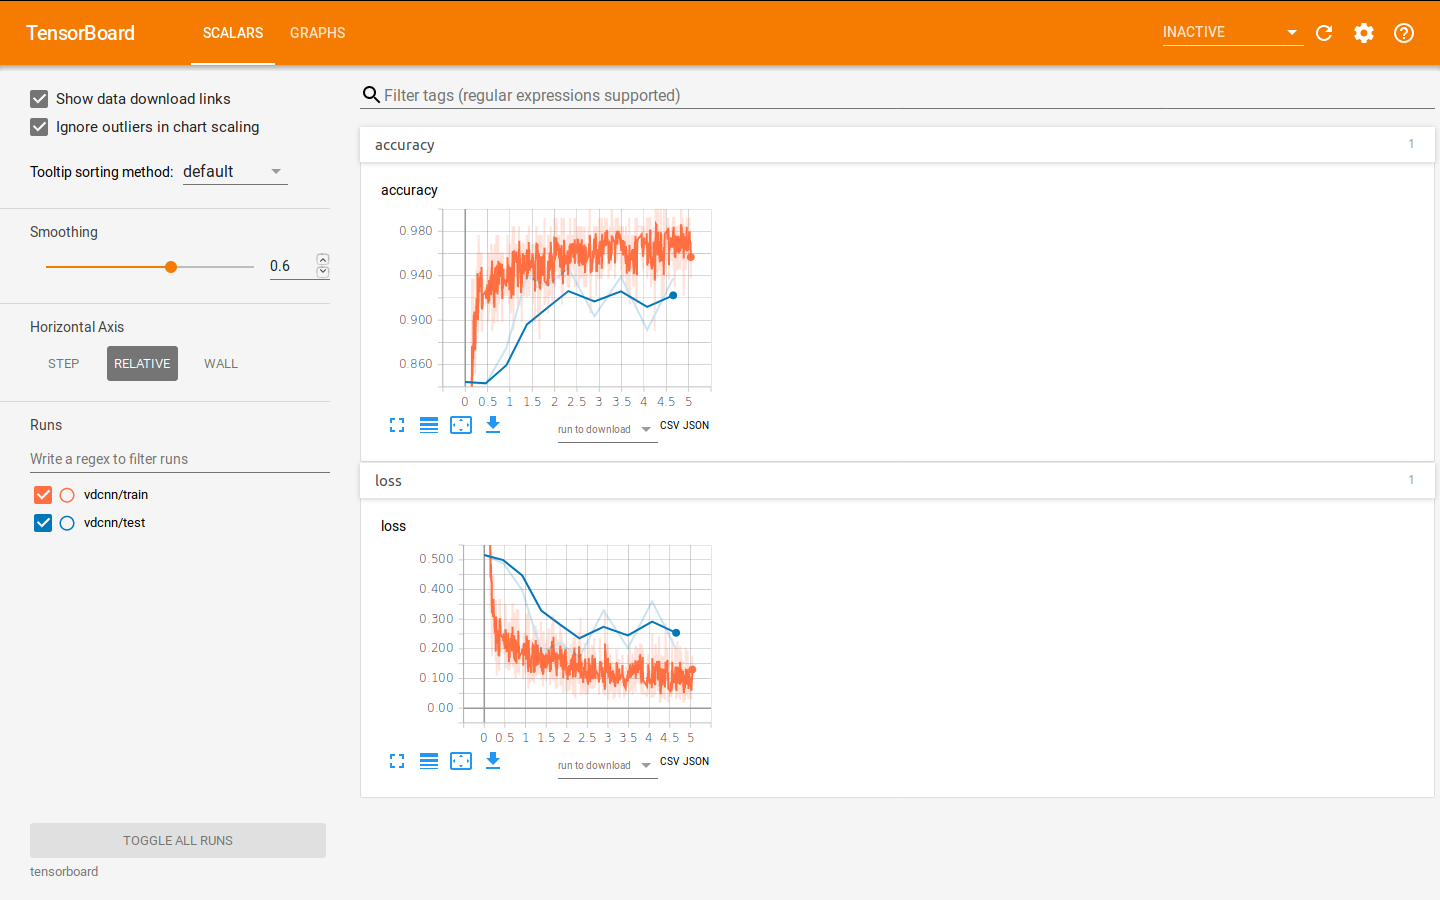 TensorBoard SCALARS GRAPHS INACTIVE
Show data download links
Ignore outliers in chart scaling
Tooltip sorting method: default
Smoothing
0.6
Horizontal Axis
STEP RELATIVE WALL
Runs
Write a regex to filter runs
vdcnn/train
vdcnn/test
TOGGLE ALL RUNS
tensorboard
Filter tags (regular expressions supported)
accuracy 1
accuracy
0.980
0.940
0.900
0.860
0 0.5 1 1.5 2 2.5 3 3.5 4 4.5 5
run to download CSV JSON
loss 1
loss
0.500
0.400
0.300
0.200
0.100
0.00
0 0.5 1 1.5 2 2.5 3 3.5 4 4.5 5
run to download CSV JSON